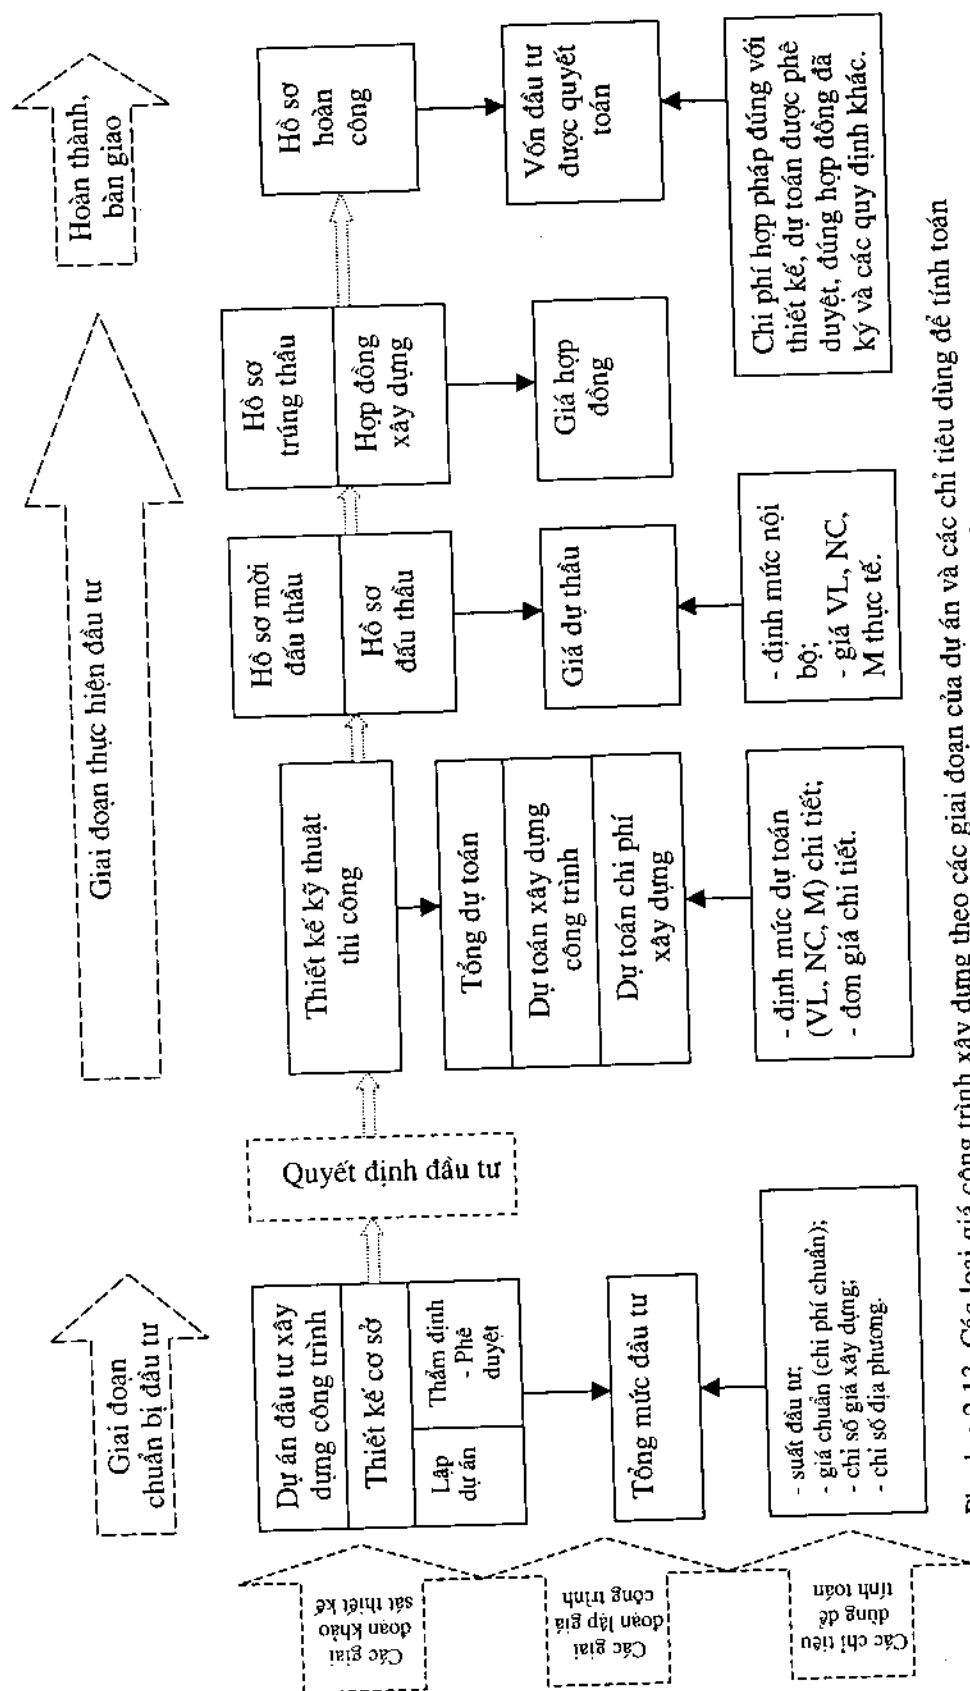 Giai đoạn
chuẩn bị đầu tư
Giai đoạn thực hiện đầu tư
Hoàn thành,
bàn giao
Các giai
đoạn khảo
sát thiết kế
Dự án đầu tư xây
dựng công trình
Thiết kế cơ sở
Lập
dự án
Thẩm định
- Phê
duyệt
Quyết định đầu tư
Thiết kế kỹ thuật
thi công
Hồ sơ mời
đấu thầu
Hồ sơ
đấu thầu
Hồ sơ
trúng thầu
Hợp đồng
xây dựng
Hồ sơ
hoàn
công
Các giai
đoạn lập giá
công trình
Tổng mức đầu tư
Tổng dự toán
Dự toán xây dựng
công trình
Dự toán chi phí
xây dựng
Giá dự thầu
Giá hợp
đồng
Vốn đầu tư
được quyết
toán
Các chỉ tiêu
dùng để
tính toán
- suất đầu tư;
- giá chuẩn (chi phí chuẩn);
- chỉ số giá xây dựng;
- chỉ số địa phương.
- định mức dự toán
(VL, NC, M) chi tiết;
- đơn giá chi tiết.
- định mức nội
bộ;
- giá VL, NC,
M thực tế.
Chi phí hợp pháp đúng với
thiết kế, dự toán được phê
duyệt, đúng hợp đồng đã
ký và các quy định khác.
2.13. Các loại giá công trình xây dựng theo các giai đoạn của dự án và các chỉ tiêu dùng để tính toán